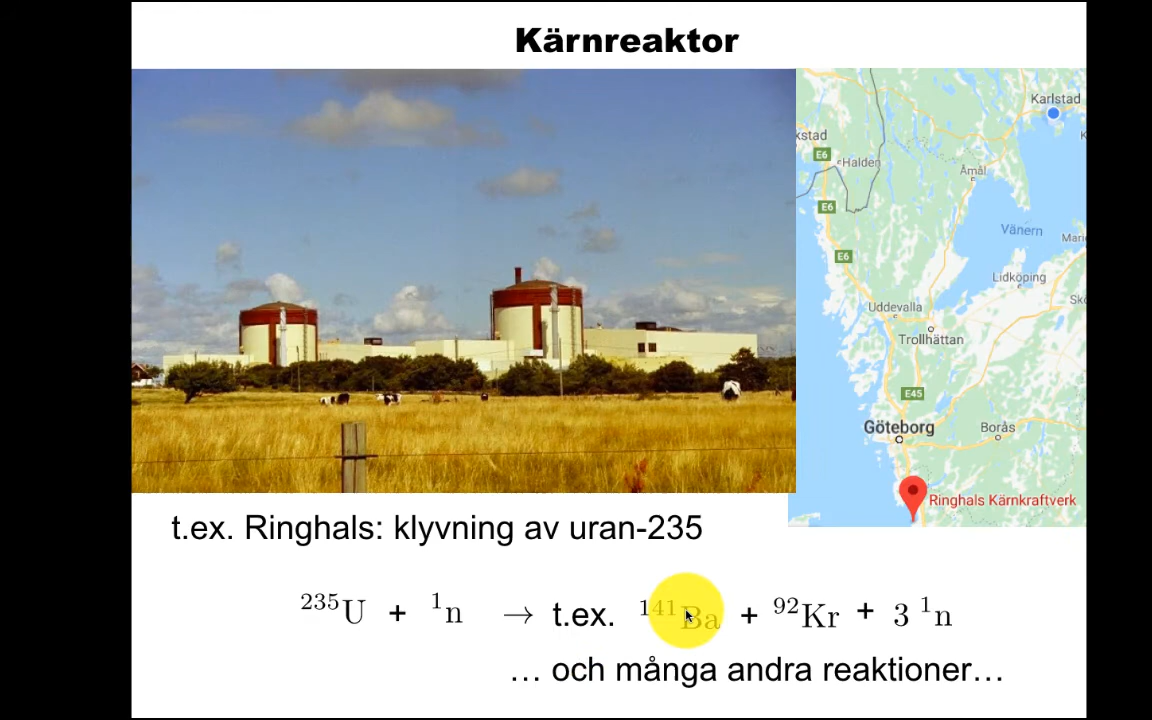 Kärnreaktor
Karlstad
kstad
K
E6
Halden
Åmål
E6
Vänern
Mari
E6
Lidköping
Skö
Uddevalla
Trollhättan
E45
Göteborg
Borås
Ringhals Kärnkraftverk
t.ex. Ringhals: klyvning av uran-235
²³⁵U + ¹n → t.ex. ¹⁴¹Ba + ⁹²Kr + 3 ¹n
… och många andra reaktioner…